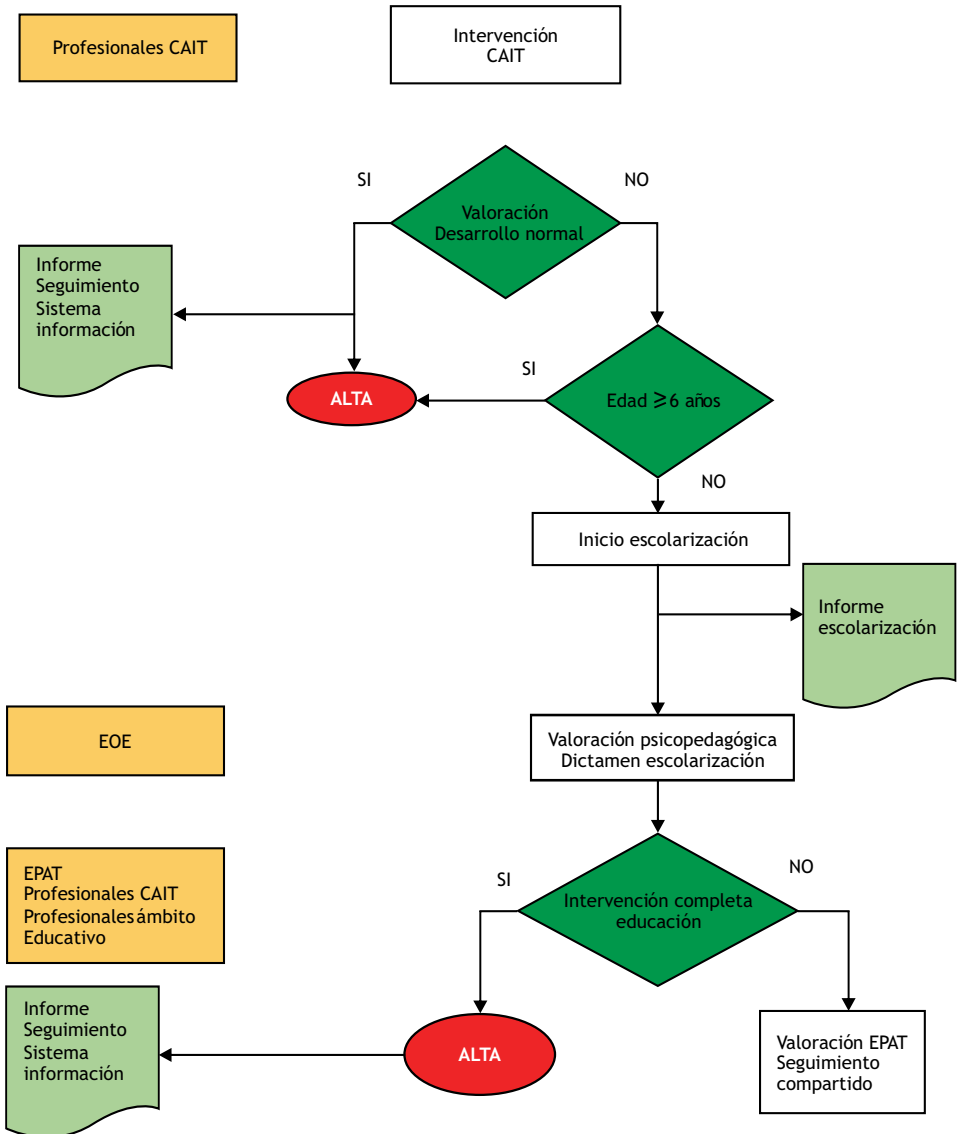 Profesionales CAIT
Intervención
CAIT
SI
NO
Valoración
Desarrollo normal
Informe
Seguimiento
Sistema
información
SI
ALTA
Edad ⩾6 años
NO
Inicio escolarización
Informe
escolarización
EOE
Valoración psicopedagógica
Dictamen escolarización
EPAT
Profesionales CAIT
Profesionales ámbito
Educativo
SI
NO
Intervención completa
educación
Informe
Seguimiento
Sistema
información
ALTA
Valoración EPAT
Seguimiento
compartido